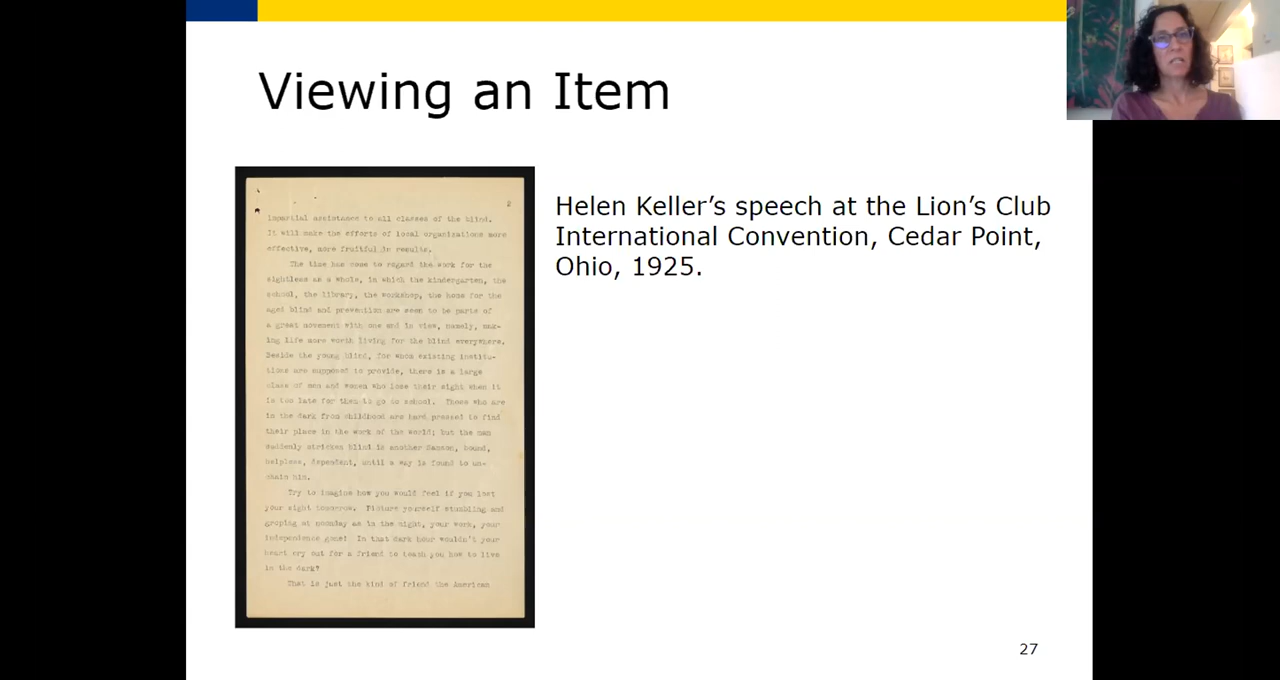 Viewing an Item
2
impartial assistance to all classes of the blind.
It will make the efforts of local organizations more
effective, more fruitful in results.
The time has come to regard the work for the
sightless as a whole, in which the kindergarten, the
school, the library, the workshop, the home for the
aged blind and prevention are seen to be parts of
a great movement with one end in view, namely, mak-
ing life more worth living for the blind everywhere.
Beside the young blind, for whom existing institu-
tions are supposed to provide, there is a large
class of men and women who lose their sight when it
is too late for them to go to school. Those who are
in the dark from childhood are hard pressed to find
their place in the work of the world; but the man
suddenly stricken blind is another Samson, bound,
helpless, dependent, until a way is found to un-
chain him.
Try to imagine how you would feel if you lost
your sight tomorrow. Picture yourself stumbling and
groping at noonday as in the night, your work, your
independence gone! In that dark hour wouldn't your
heart cry out for a friend to teach you how to live
in the dark?
That is just the kind of friend the American
Helen Keller’s speech at the Lion’s Club
International Convention, Cedar Point,
Ohio, 1925.
27